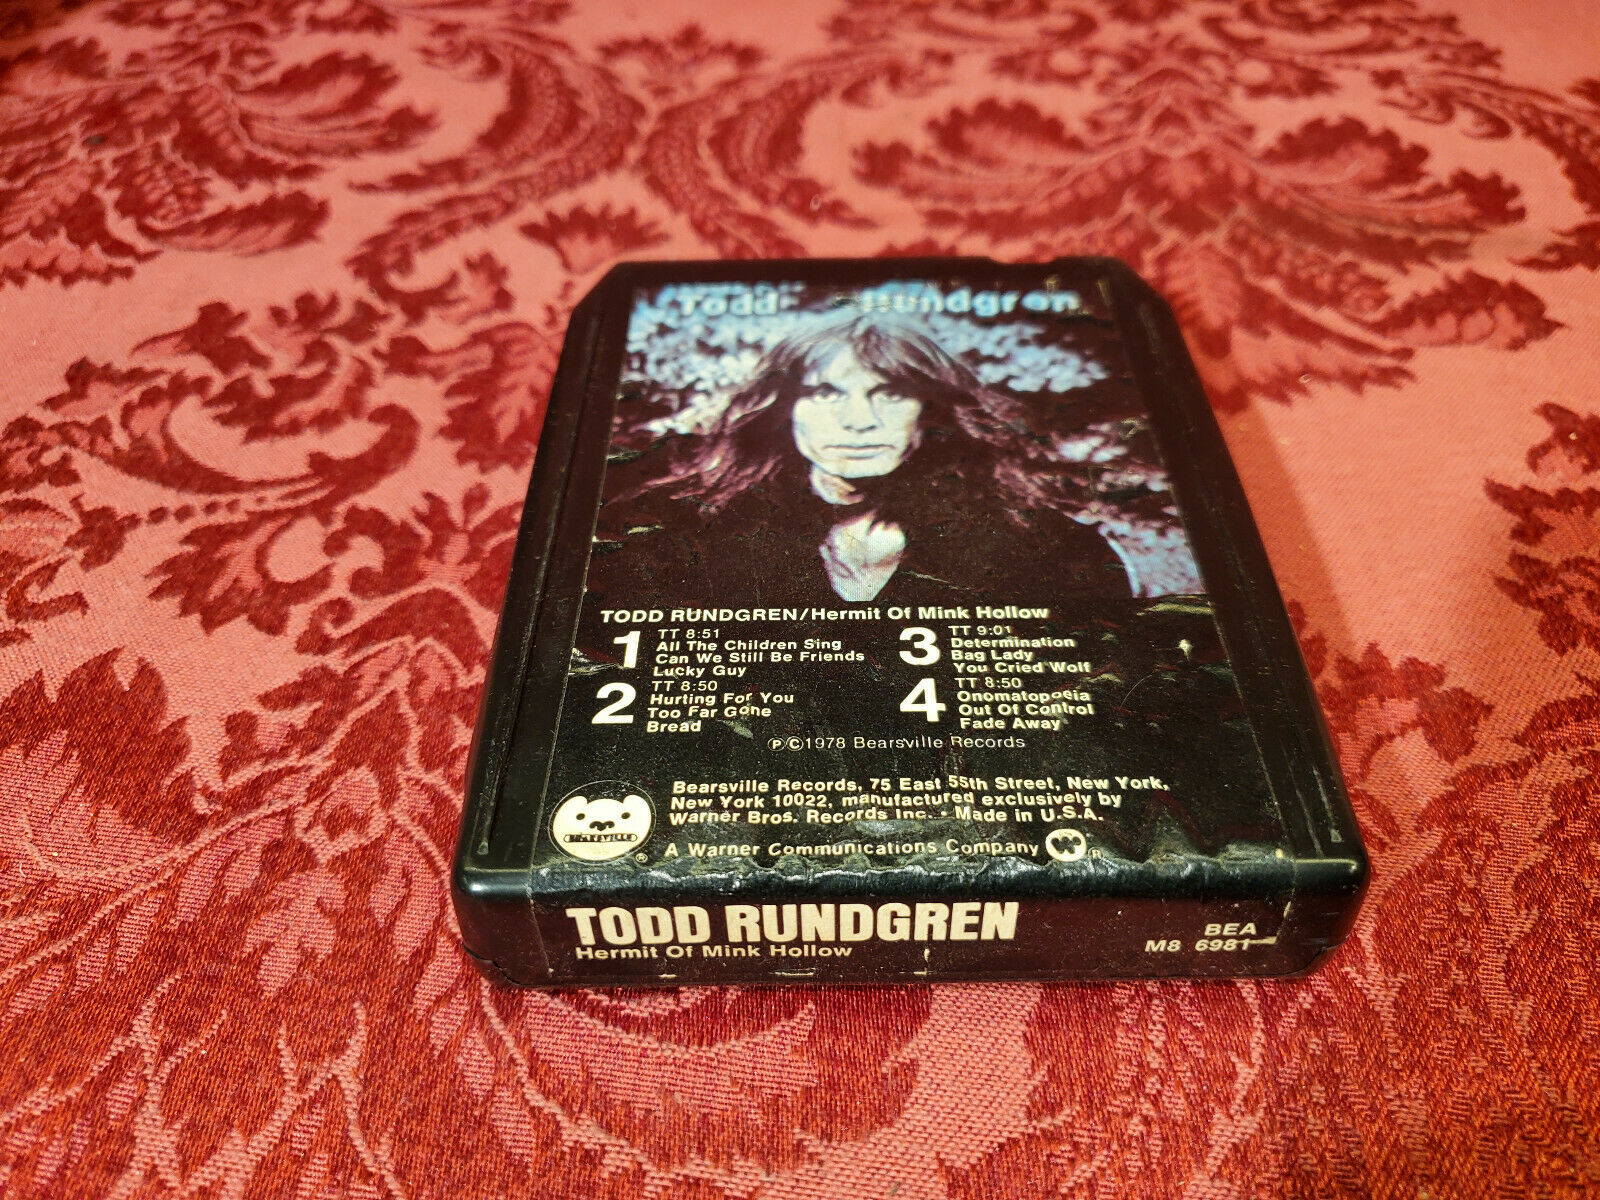 Todd Rundgren
TODD RUNDGREN/Hermit Of Mink Hollow
1 TT 8:51
All The Children Sing
Can We Still Be Friends
Lucky Guy
2 TT 8:50
Hurting For You
Too Far Gone
Bread
3 TT 9:01
Determination
Bag Lady
You Cried Wolf
4 TT 8:50
Onomatopoeia
Out Of Control
Fade Away
℗©1978 Bearsville Records
Bearsville Records, 75 East 55th Street, New York,
New York 10022, manufactured exclusively by
Warner Bros. Records Inc. • Made in U.S.A.
BEARSVILLE ®
A Warner Communications Company ®
TODD RUNDGREN
Hermit Of Mink Hollow
BEA
M8 6981